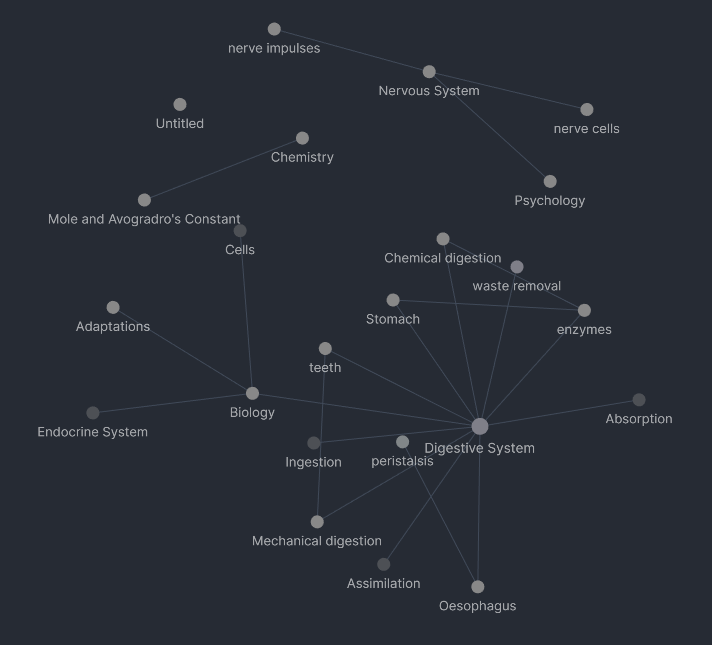 nerve impulses
Nervous System
Untitled
nerve cells
Chemistry
Psychology
Mole and Avogradro's Constant
Cells
Chemical digestion
waste removal
Stomach
Adaptations
enzymes
teeth
Biology
Absorption
Endocrine System
Digestive System
Ingestion
peristalsis
Mechanical digestion
Assimilation
Oesophagus